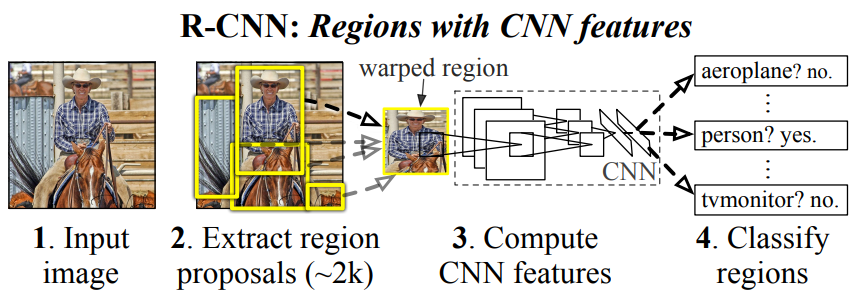 R-CNN: Regions with CNN features
warped region
aeroplane? no.
person? yes.
tvmonitor? no.
CNN
1. Input
image
2. Extract region
proposals (~2k)
3. Compute
CNN features
4. Classify
regions